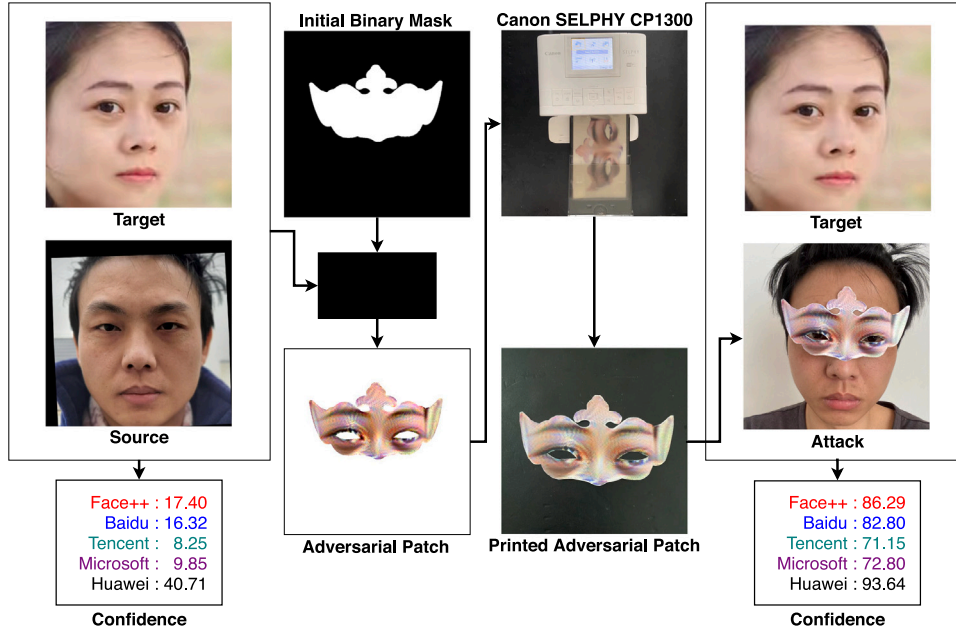 Initial Binary Mask
Canon SELPHY CP1300
Target
Target
Source
Attack
Adversarial Patch
Printed Adversarial Patch
Face++ : 17.40
Baidu : 16.32
Tencent : 8.25
Microsoft : 9.85
Huawei : 40.71
Confidence
Face++ : 86.29
Baidu : 82.80
Tencent : 71.15
Microsoft : 72.80
Huawei : 93.64
Confidence